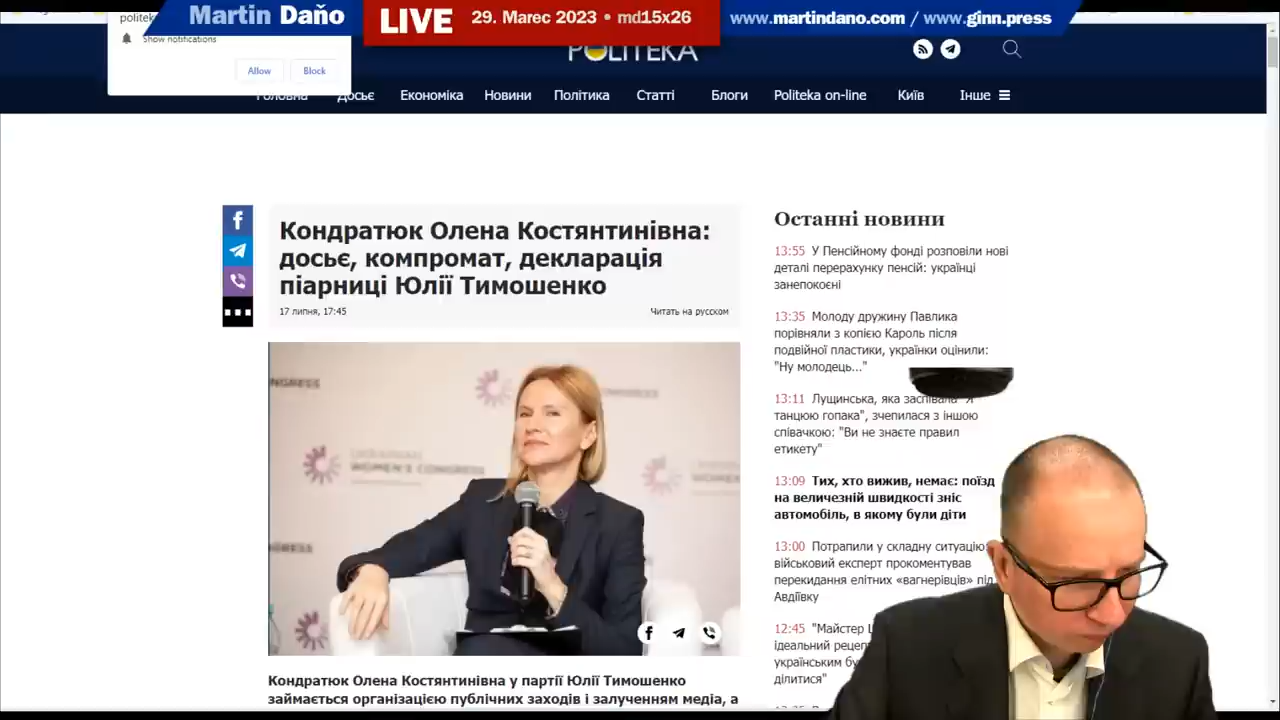 Martin Daňo
LIVE
29. Marec 2023 • md15x26
www.martindano.com / www.ginn.press
politeka
Show notifications
Allow
Block
POLITEKA
Головна
Досьє
Економіка
Новини
Політика
Статті
Блоги
Politeka on-line
Київ
Інше
Кондратюк Олена Костянтинівна:
досьє, компромат, декларація
піарниці Юлії Тимошенко
17 липня, 17:45
Читать на русском
CONGRESS
WOMEN'S CONGRESS
Кондратюк Олена Костянтинівна у партії Юлії Тимошенко
займається організацією публічних заходів і залученням медіа, а
Останні новини
13:55 У Пенсійному фонді розповіли нові
деталі перерахунку пенсій: українці
занепокоєні
13:35 Молоду дружину Павлика
порівняли з копією Кароль після
подвійної пластики, українки оцінили:
"Ну молодець..."
13:11 Лущинська, яка заспівала "Я
танцюю гопака", зчепилася з іншою
співачкою: "Ви не знаєте правил
етикету"
13:09 Тих, хто вижив, немає: поїзд
на величезній швидкості зніс
автомобіль, в якому були діти
13:00 Потрапили у складну ситуацію:
військовий експерт прокоментував
перекидання елітних «вагнерівців» під
Авдіївку
12:45 "Майстер
ідеальний
українським
ділитися"